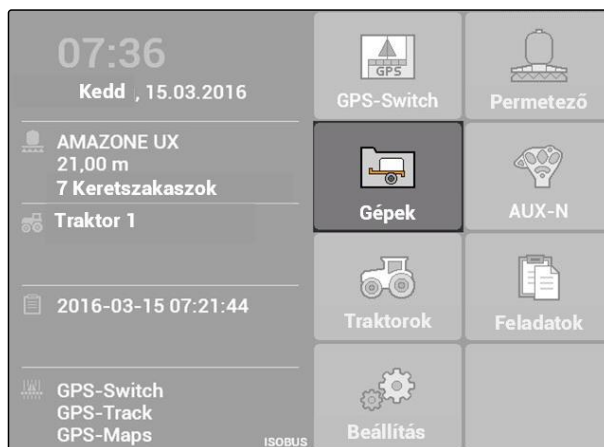 07:36
Kedd , 15.03.2016
AMAZONE UX
21,00 m
7 Keretszakaszok
Traktor 1
2016-03-15 07:21:44
GPS-Switch
GPS-Track
GPS-Maps
ISOBUS
GPS
GPS-Switch
Permetező
Gépek
AUX-N
Traktorok
Feladatok
Beállítás